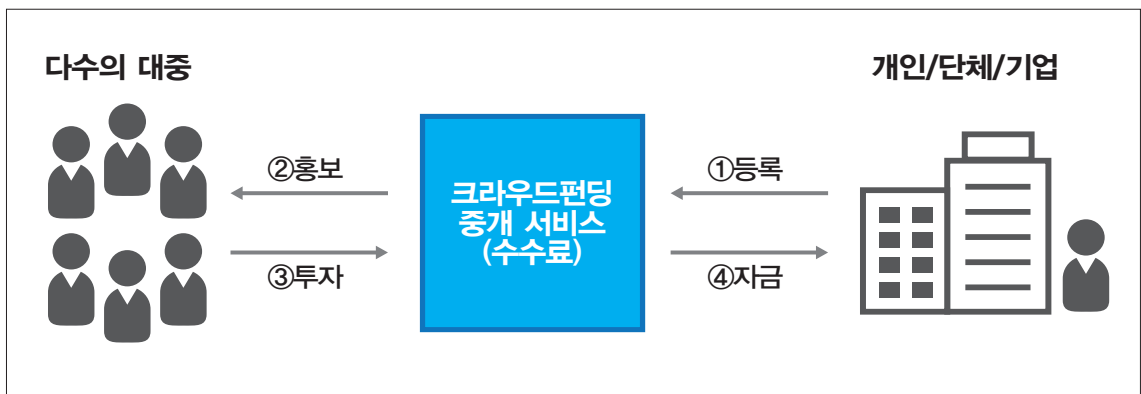 다수의 대중
개인/단체/기업
②홍보
①등록
크라우드펀딩
중개 서비스
(수수료)
③투자
④자금